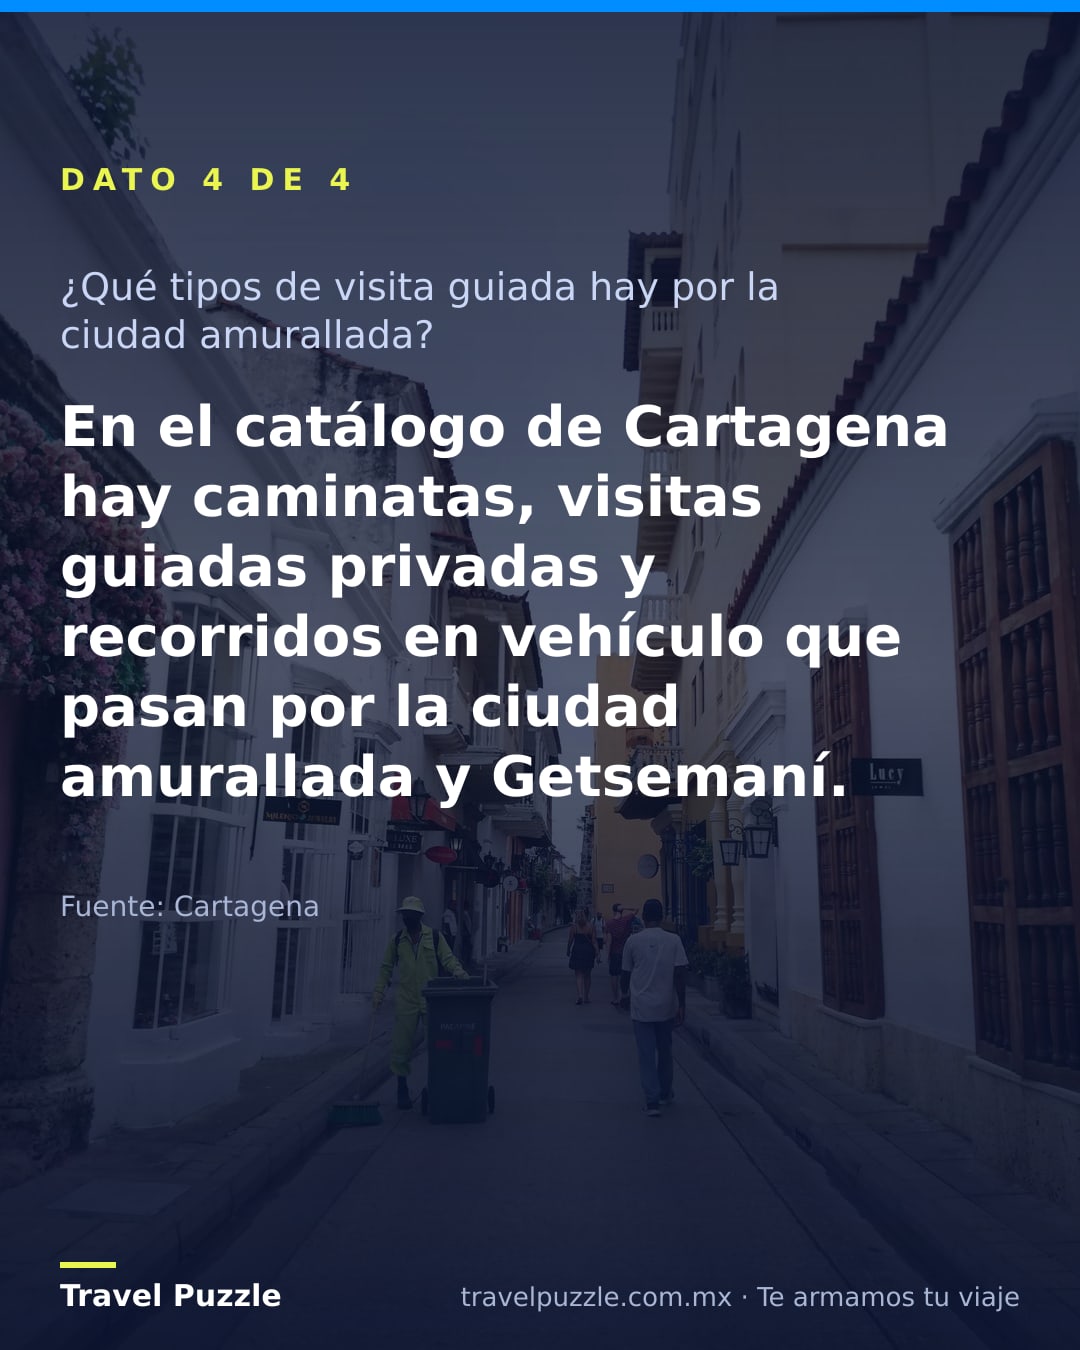 DATO 4 DE 4
¿Qué tipos de visita guiada hay por la
ciudad amurallada?
En el catálogo de Cartagena
hay caminatas, visitas
guiadas privadas y
recorridos en vehículo que
pasan por la ciudad
amurallada y Getsemaní.
Lucy
Fuente: Cartagena
Travel Puzzle
travelpuzzle.com.mx · Te armamos tu viaje